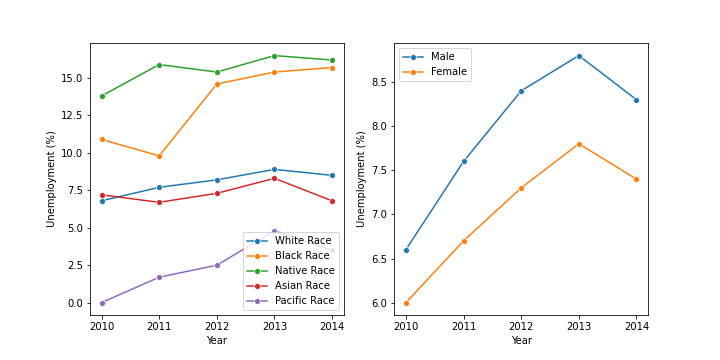 Unemployment (%)
15.0
12.5
10.0
7.5
5.0
2.5
0.0
White Race
Black Race
Native Race
Asian Race
Pacific Race
2010 2011 2012 2013 2014
Year
Unemployment (%)
Male
Female
8.5
8.0
7.5
7.0
6.5
6.0
2010 2011 2012 2013 2014
Year